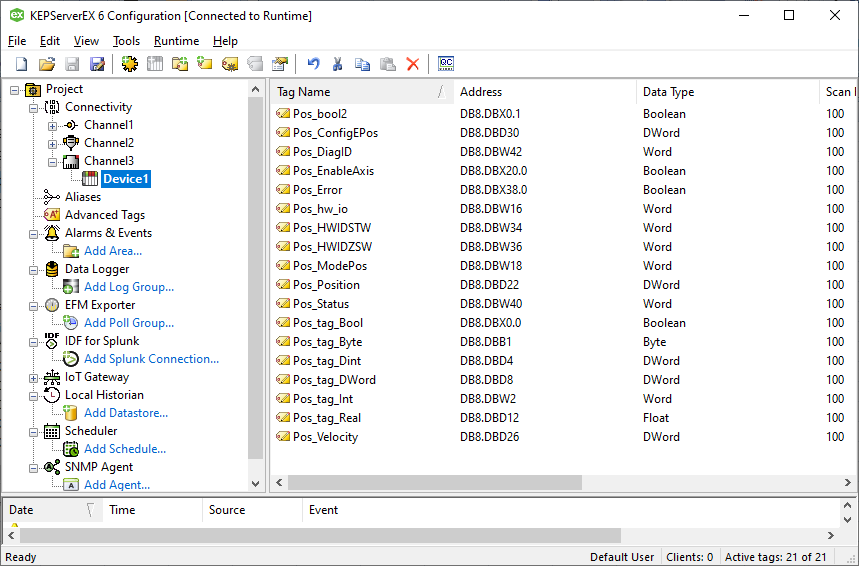 KEPServerEX 6 Configuration [Connected to Runtime]
File Edit View Tools Runtime Help
Project
Connectivity
Channel1
Channel2
Channel3
Device1
Aliases
Advanced Tags
Alarms & Events
Add Area...
Data Logger
Add Log Group...
EFM Exporter
Add Poll Group...
IDF for Splunk
Add Splunk Connection...
IoT Gateway
Local Historian
Add Datastore...
Scheduler
Add Schedule...
SNMP Agent
Add Agent...
Tag Name Address Data Type Scan
Pos_bool2 DB8.DBX0.1 Boolean 100
Pos_ConfigEPos DB8.DBD30 DWord 100
Pos_DiagID DB8.DBW42 Word 100
Pos_EnableAxis DB8.DBX20.0 Boolean 100
Pos_Error DB8.DBX38.0 Boolean 100
Pos_hw_io DB8.DBW16 Word 100
Pos_HWIDSTW DB8.DBW34 Word 100
Pos_HWIDZSW DB8.DBW36 Word 100
Pos_ModePos DB8.DBW18 Word 100
Pos_Position DB8.DBD22 DWord 100
Pos_Status DB8.DBW40 Word 100
Pos_tag_Bool DB8.DBX0.0 Boolean 100
Pos_tag_Byte DB8.DBB1 Byte 100
Pos_tag_Dint DB8.DBD4 DWord 100
Pos_tag_DWord DB8.DBD8 DWord 100
Pos_tag_Int DB8.DBW2 Word 100
Pos_tag_Real DB8.DBD12 Float 100
Pos_Velocity DB8.DBD26 DWord 100
Date Time Source Event
Ready Default User Clients: 0 Active tags: 21 of 21